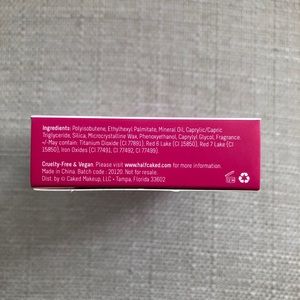 Ingredients: Polyisobutene, Ethylhexyl Palmitate, Mineral Oil, Caprylic/Capric
Triglyceride, Silica, Microcrystalline Wax, Phenoxyethanol, Caprylyl Glycol, Fragrance.
+/-May contain: Titanium Dioxide (CI 77891), Red 6 Lake (CI 15850), Red 7 Lake (CI
15850), Iron Oxides (CI 77491, CI 77492, CI 77499).
Cruelty-Free & Vegan. Please visit www.halfcaked.com for more information.
Made in China. Batch code : 20120. Not for resale.
Dist. by © Caked Makeup, LLC • Tampa, Florida 33602